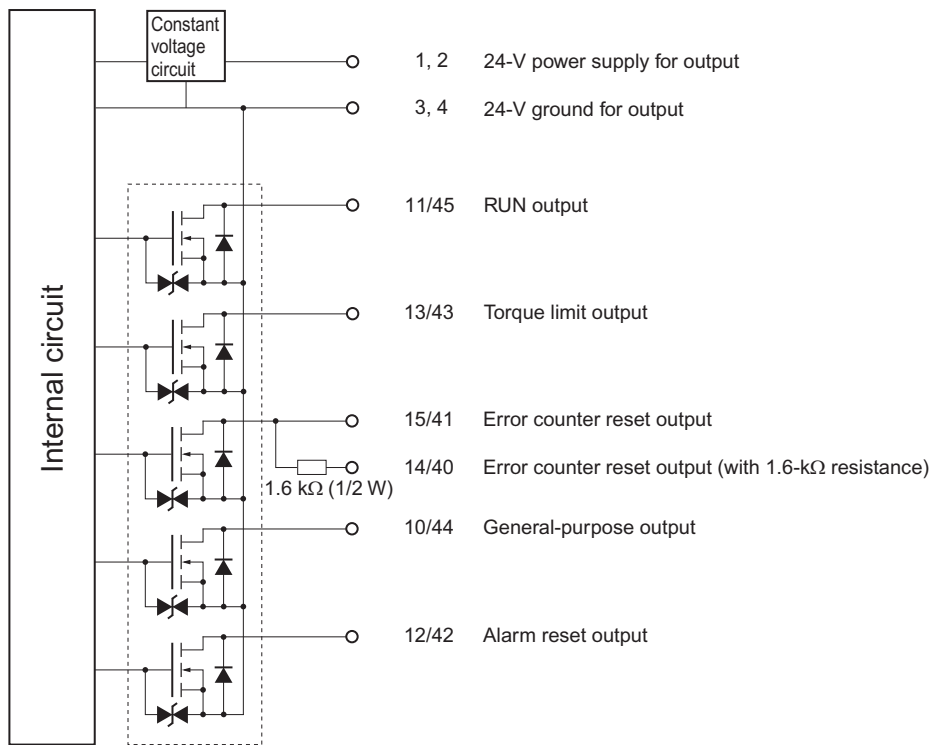 Constant
voltage
circuit
1, 2 24-V power supply for output
3, 4 24-V ground for output
Internal circuit
11/45 RUN output
13/43 Torque limit output
15/41 Error counter reset output
14/40 Error counter reset output (with 1.6-kΩ resistance)
1.6 kΩ (1/2 W)
10/44 General-purpose output
12/42 Alarm reset output